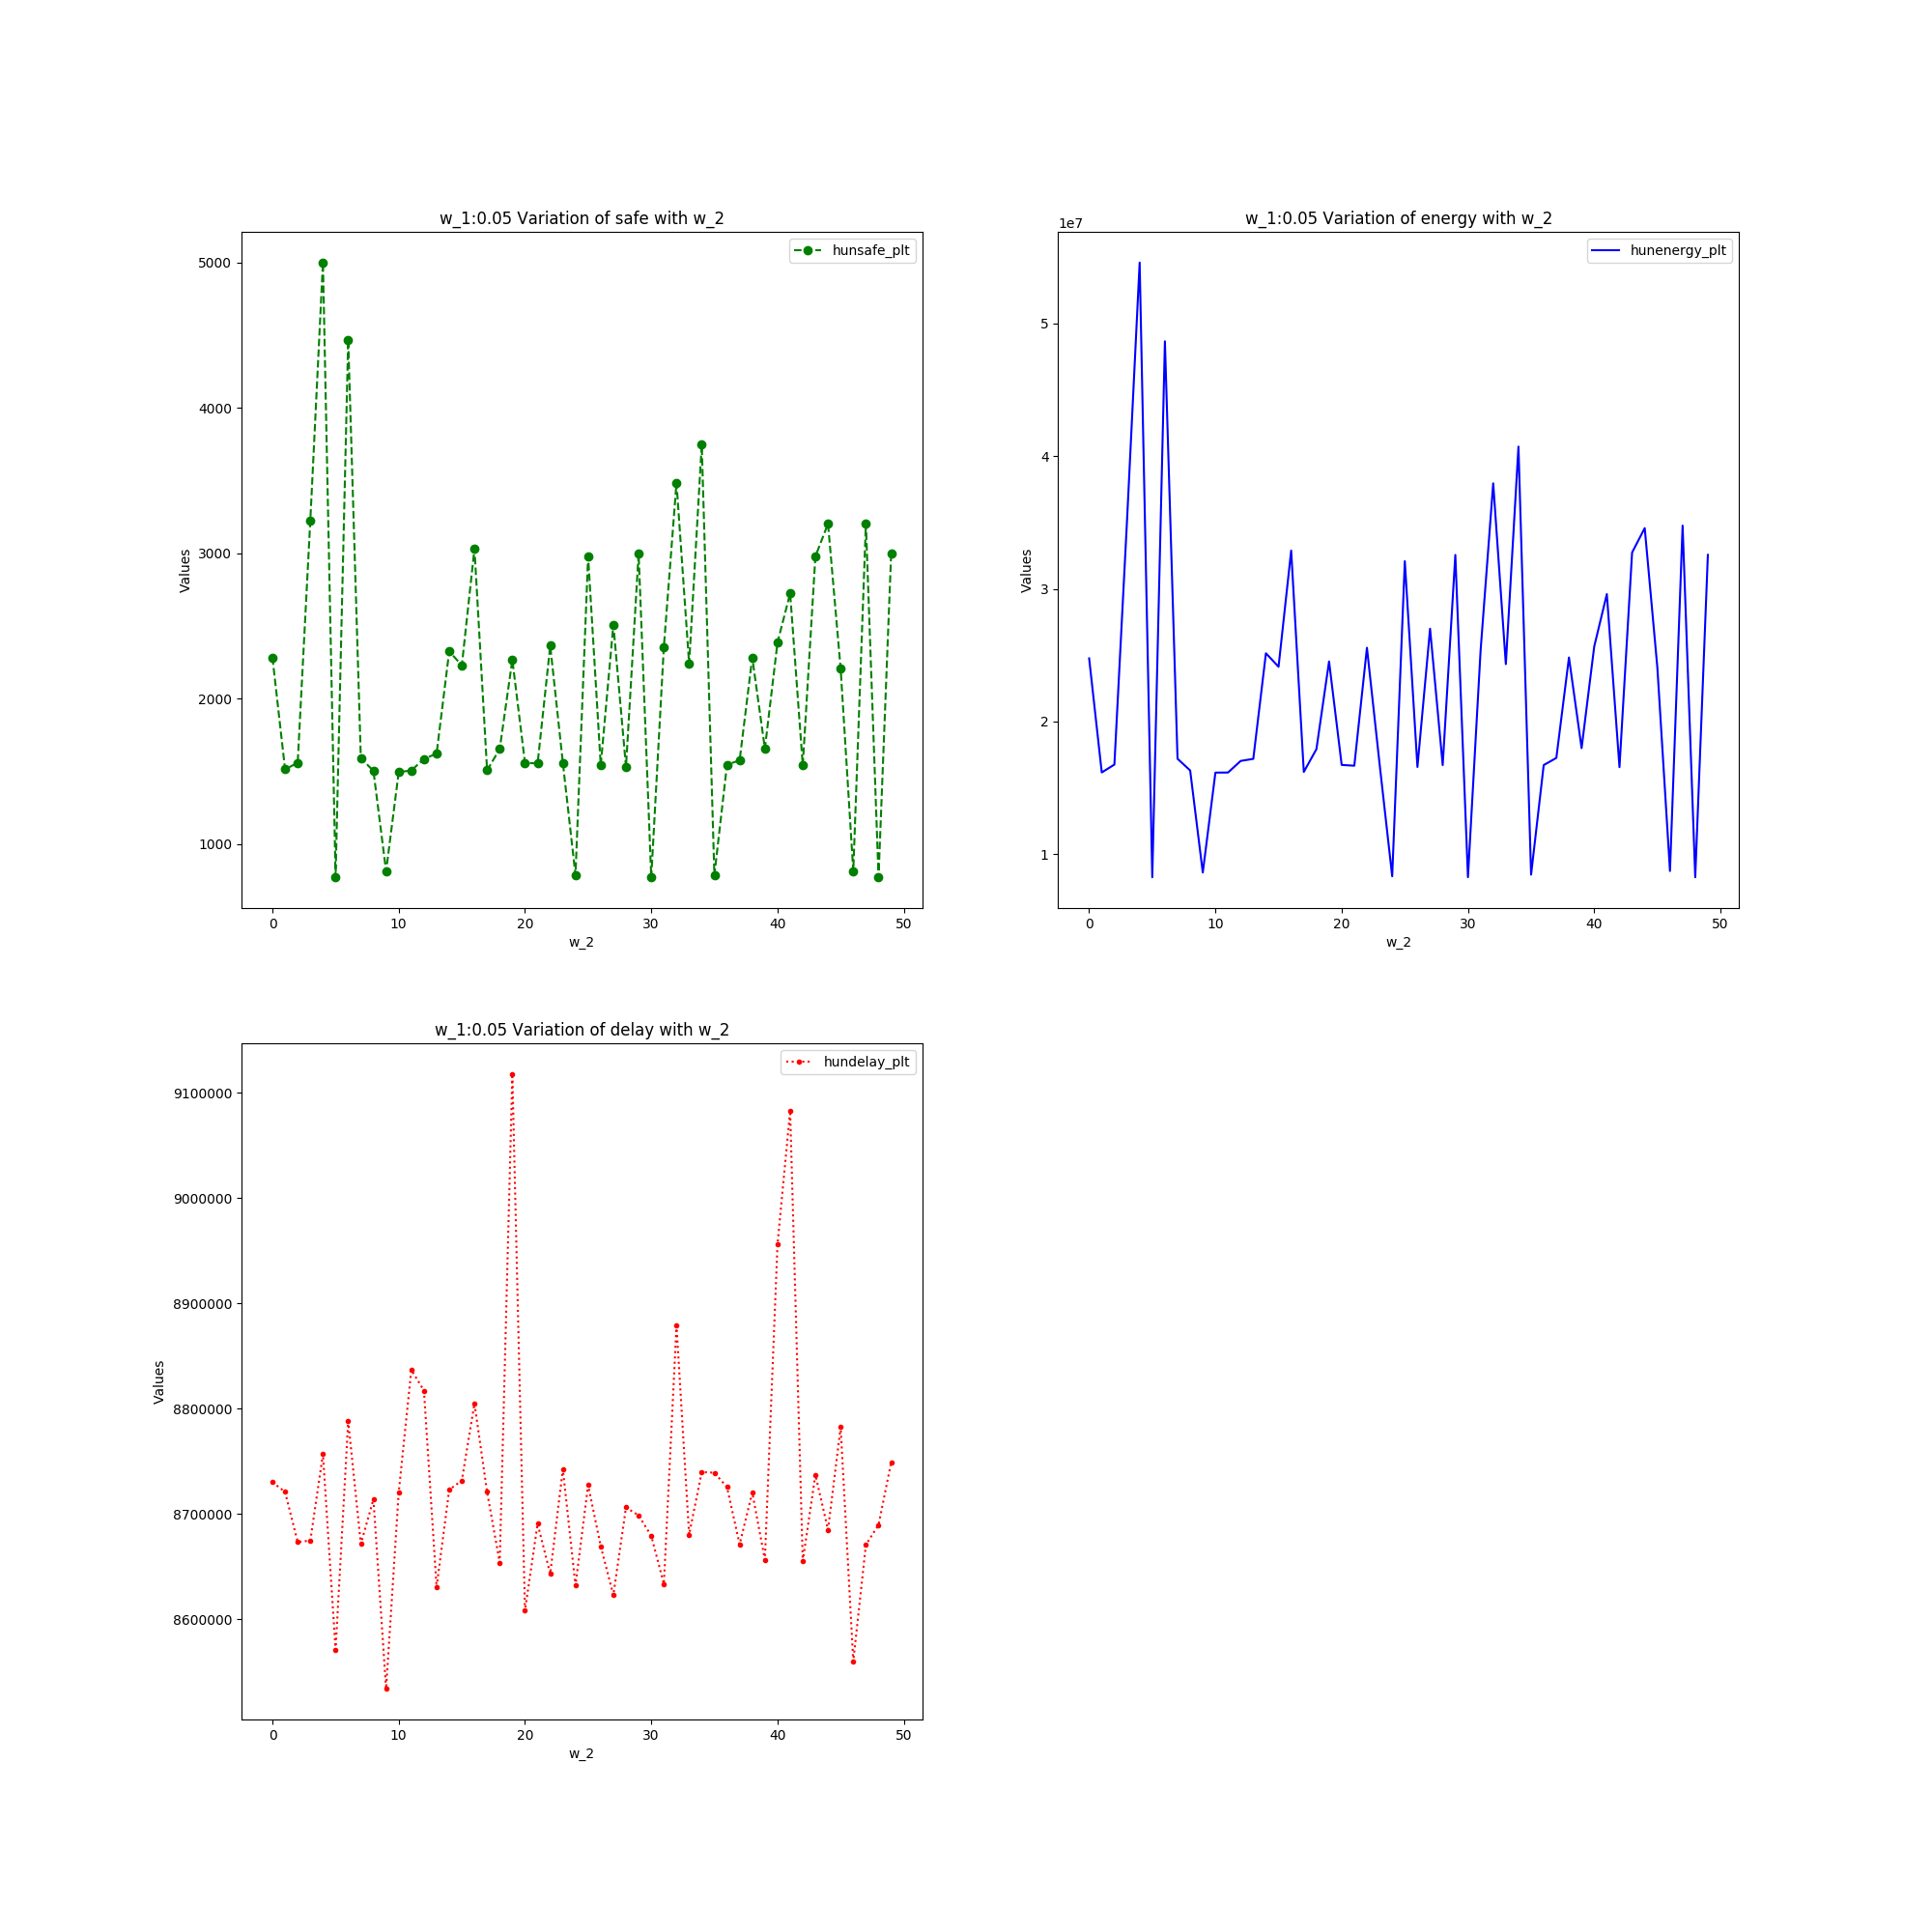 w_1:0.05 Variation of safe with w_2
hunsafe_plt
5000
4000
3000
2000
1000
Values
0 10 20 30 40 50
w_2
w_1:0.05 Variation of energy with w_2
1e7
hunenergy_plt
5
4
3
2
1
Values
0 10 20 30 40 50
w_2
w_1:0.05 Variation of delay with w_2
hundelay_plt
9100000
9000000
8900000
8800000
8700000
8600000
Values
0 10 20 30 40 50
w_2